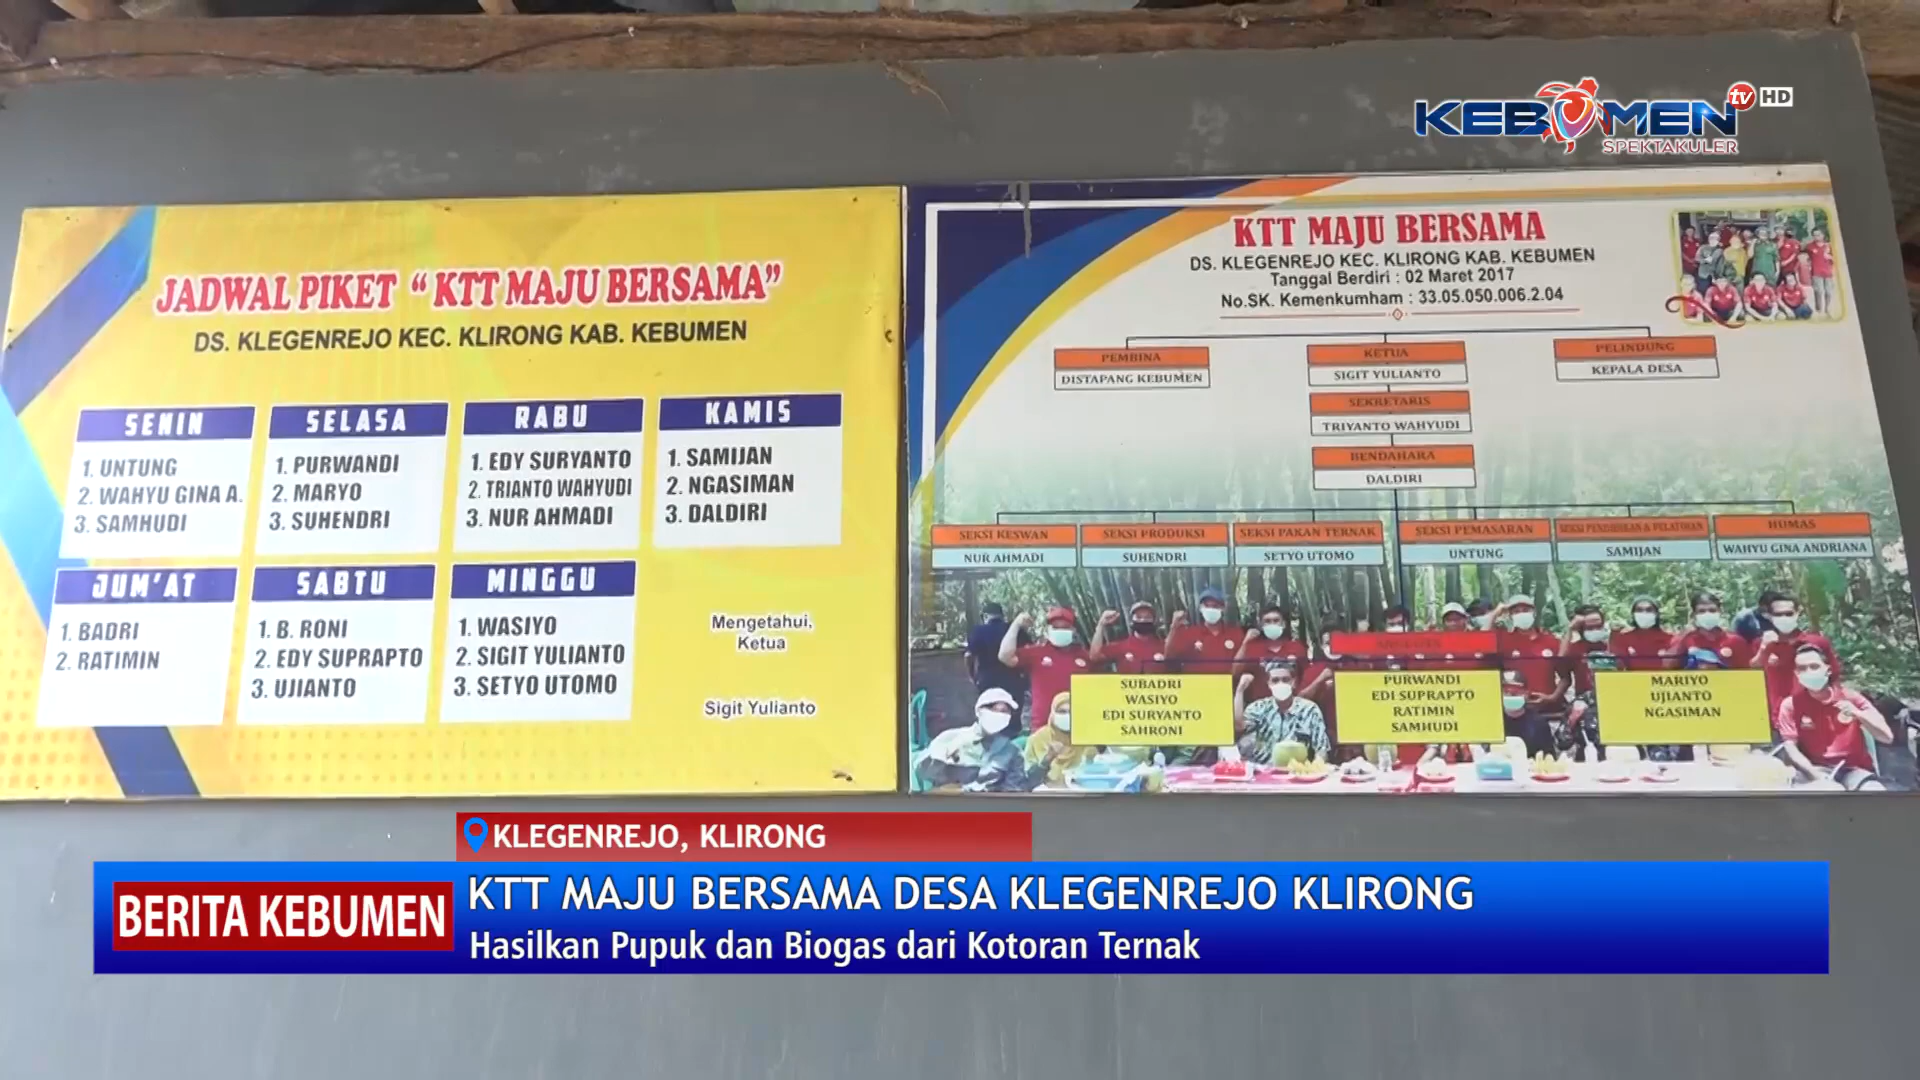 KEBUMEN tv HD
SPEKTAKULER
JADWAL PIKET “KTT MAJU BERSAMA”
DS. KLEGENREJO KEC. KLIRONG KAB. KEBUMEN
SENIN
1. UNTUNG
2. WAHYU GINA A.
3. SAMHUDI
SELASA
1. PURWANDI
2. MARYO
3. SUHENDRI
RABU
1. EDY SURYANTO
2. TRIANTO WAHYUDI
3. NUR AHMADI
KAMIS
1. SAMIJAN
2. NGASIMAN
3. DALDIRI
JUM'AT
1. BADRI
2. RATIMIN
SABTU
1. B. RONI
2. EDY SUPRAPTO
3. UJIANTO
MINGGU
1. WASIYO
2. SIGIT YULIANTO
3. SETYO UTOMO
Mengetahui,
Ketua
Sigit Yulianto
KTT MAJU BERSAMA
DS. KLEGENREJO KEC. KLIRONG KAB. KEBUMEN
Tanggal Berdiri : 02 Maret 2017
No.SK. Kemenkumham : 33.05.050.006.2.04
PEMBINA
DISTAPANG KEBUMEN
KETUA
SIGIT YULIANTO
PELINDUNG
KEPALA DESA
SEKRETARIS
TRIYANTO WAHYUDI
BENDAHARA
DALDIRI
SEKSI KESWAN
NUR AHMADI
SEKSI PRODUKSI
SUHENDRI
SEKSI PAKAN TERNAK
SETYO UTOMO
SEKSI PEMASARAN
UNTUNG
SEKSI PENDIDIKAN & PELATIHAN
SAMIJAN
HUMAS
WAHYU GINA ANDRIANA
ANGGOTA
SUBADRI
WASIYO
EDI SURYANTO
SAHRONI
PURWANDI
EDI SUPRAPTO
RATIMIN
SAMHUDI
MARIYO
UJIANTO
NGASIMAN
KLEGENREJO, KLIRONG
BERITA KEBUMEN
KTT MAJU BERSAMA DESA KLEGENREJO KLIRONG
Hasilkan Pupuk dan Biogas dari Kotoran Ternak